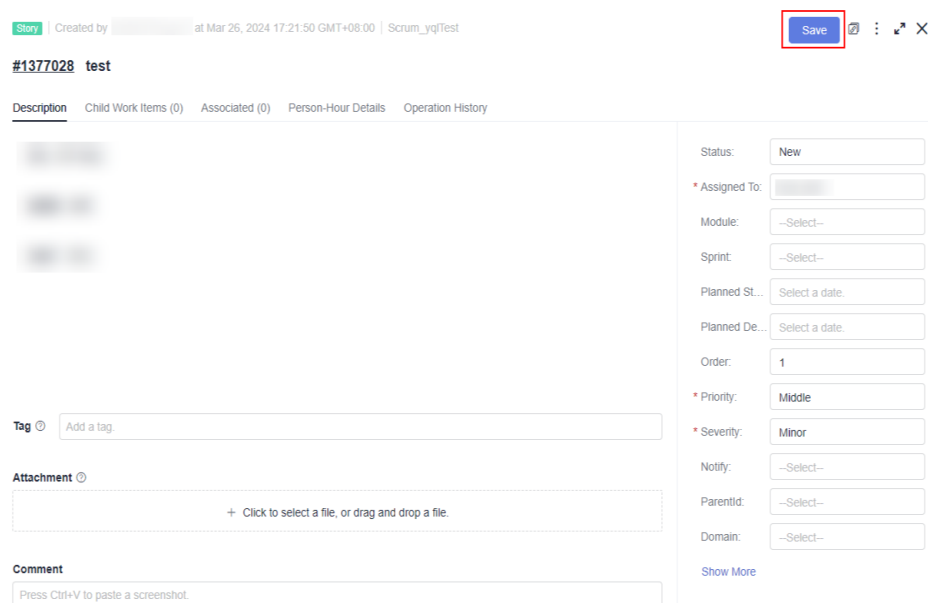 Story Created by at Mar 26, 2024 17:21:50 GMT+08:00 Scrum_yqlTest
Save
#1377028 test
Description Child Work Items (0) Associated (0) Person-Hour Details Operation History
Status: New
* Assigned To:
Module: --Select--
Sprint: --Select--
Planned St... Select a date.
Planned De... Select a date.
Order: 1
* Priority: Middle
* Severity: Minor
Notify: --Select--
ParentId: --Select--
Domain: --Select--
Show More
Tag Add a tag.
Attachment
+ Click to select a file, or drag and drop a file.
Comment
Press Ctrl+V to paste a screenshot.